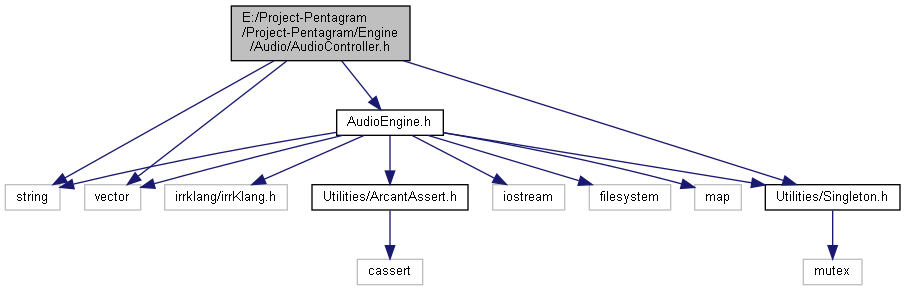 E:/Project-Pentagram
/Project-Pentagram/Engine
/Audio/AudioController.h
AudioEngine.h
string
vector
irrklang/irrKlang.h
Utilities/ArcantAssert.h
iostream
filesystem
map
Utilities/Singleton.h
cassert
mutex